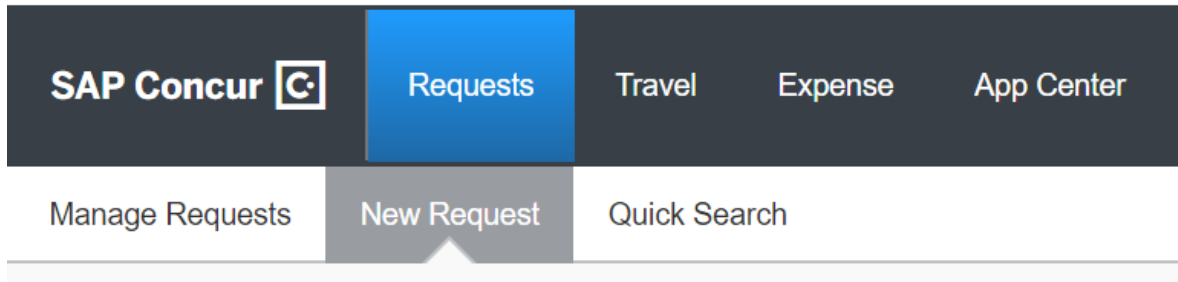 SAP Concur C Requests Travel Expense App Center
Manage Requests New Request Quick Search